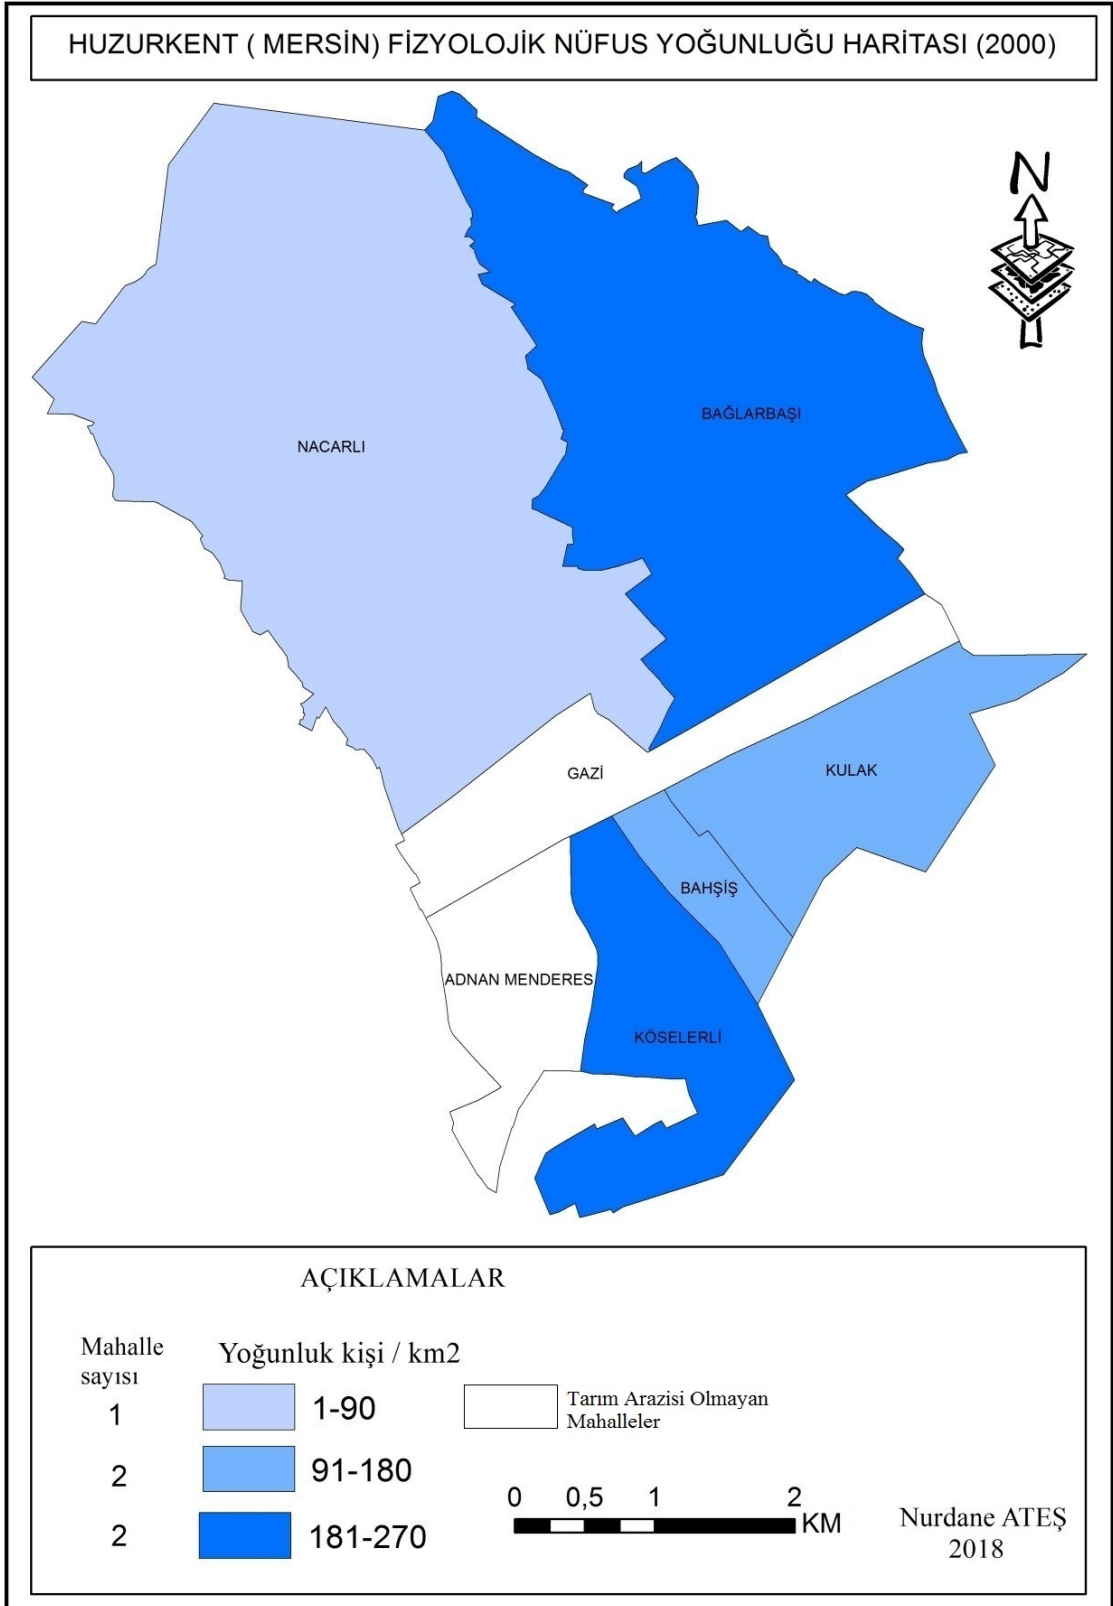 HUZURKENT ( MERSİN) FİZYOLOJİK NÜFUS YOĞUNLUĞU HARİTASI (2000)
N
BAĞLARBAŞI
NACARLI
GAZİ
KULAK
BAHŞİŞ
ADNAN MENDERES
KÖSELERLİ
AÇIKLAMALAR
Mahalle
sayısı
Yoğunluk kişi / km2
1
1-90
Tarım Arazisi Olmayan
Mahalleler
2
91-180
2
181-270
0 0,5 1 2
KM
Nurdane ATEŞ
2018